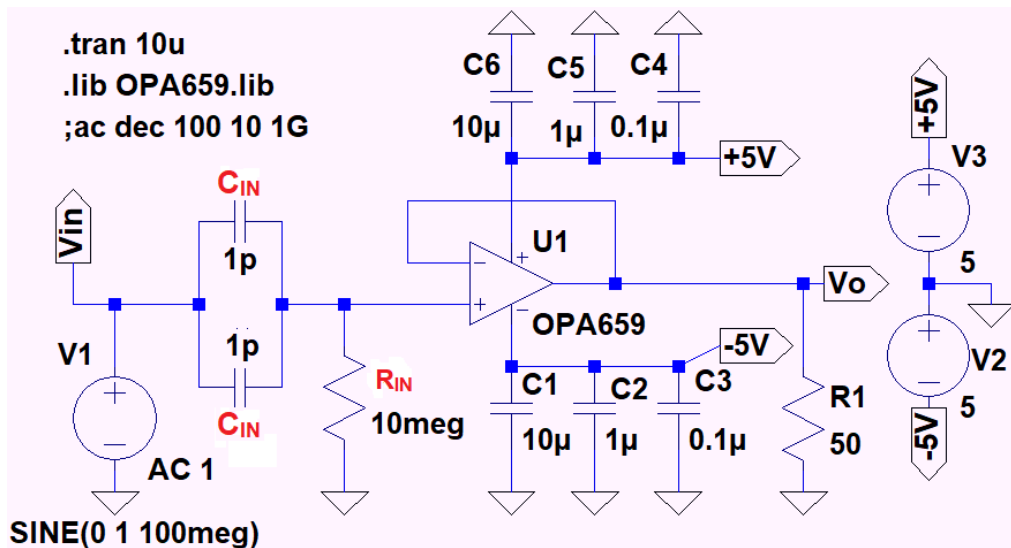 .tran 10u
.lib OPA659.lib
;ac dec 100 10 1G
C6
C5
C4
10µ
1µ
0.1µ
+5V
+5V
V3
+
−
5
Vin
CIN
1p
1p
CIN
V1
+
−
AC 1
SINE(0 1 100meg)
RIN
10meg
−
+
+
−
U1
OPA659
Vo
-5V
C1
C2
C3
10µ
1µ
0.1µ
R1
50
+
−
V2
5
-5V